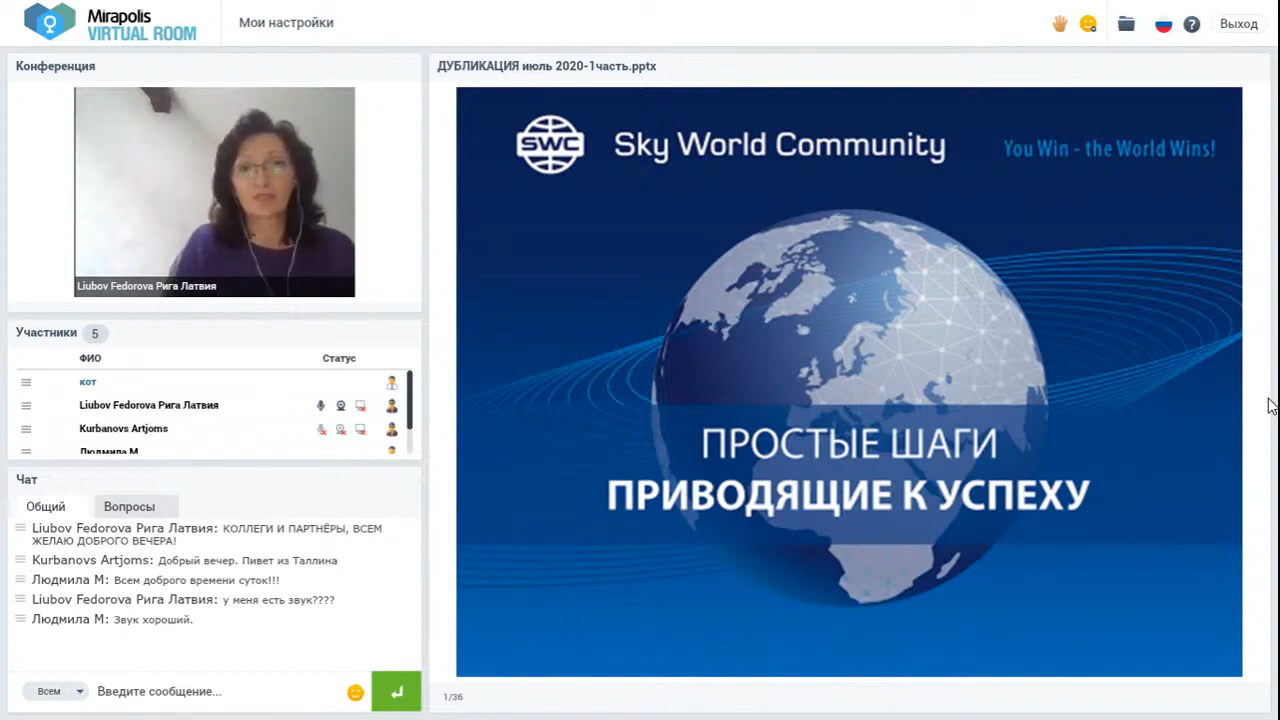 Mirapolis
VIRTUAL ROOM
Мои настройки
Выход
Конференция
Liubov Fedorova Рига Латвия
Участники 5
ФИО Статус
кот
Liubov Fedorova Рига Латвия
Kurbanovs Artjoms
Людмила М
Чат
Общий Вопросы
Liubov Fedorova Рига Латвия: КОЛЛЕГИ И ПАРТНЁРЫ, ВСЕМ
ЖЕЛАЮ ДОБРОГО ВЕЧЕРА!
Kurbanovs Artjoms: Добрый вечер. Пивет из Таллина
Людмила М: Всем доброго времени суток!!!
Liubov Fedorova Рига Латвия: у меня есть звук????
Людмила М: Звук хороший.
Всем Введите сообщение...
ДУБЛИКАЦИЯ июль 2020-1часть.pptx
SWC Sky World Community You Win - the World Wins!
ПРОСТЫЕ ШАГИ
ПРИВОДЯЩИЕ К УСПЕХУ
1/36